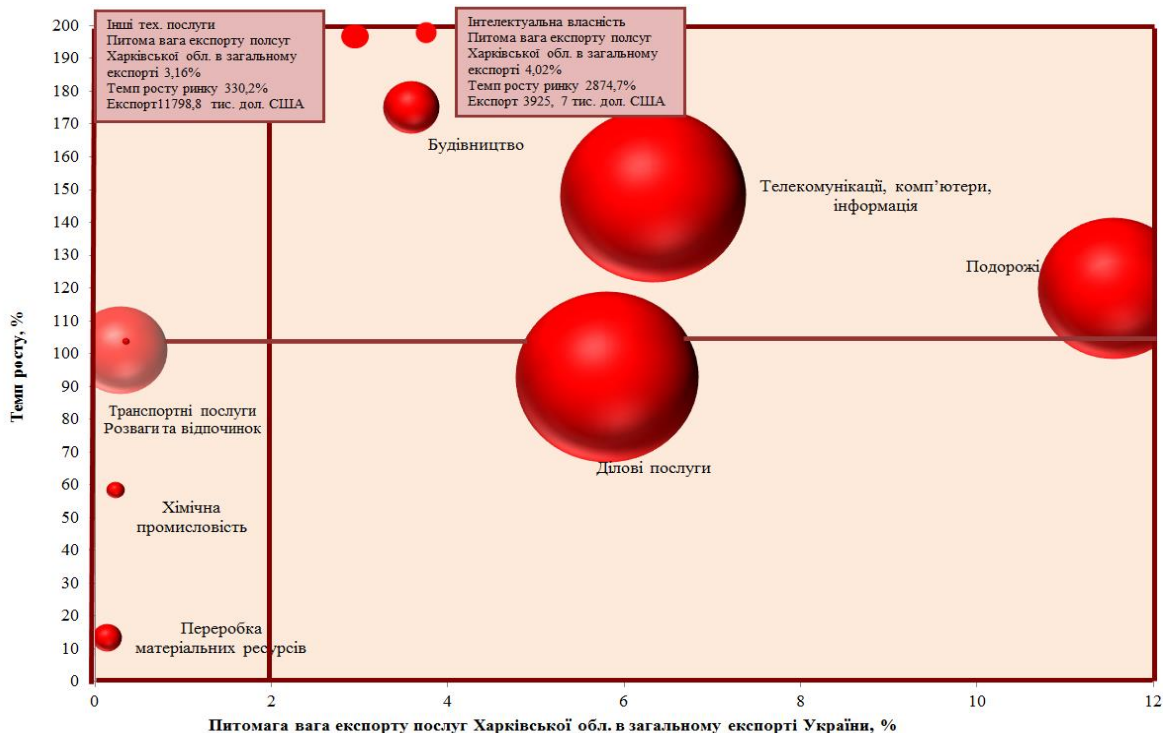 Інші тех. послуги
Питома вага експорту полсуг
Харківської обл. в загальному
експорті 3,16%
Темп росту ринку 330,2%
Експорт11798,8 тис. дол. США
Інтелектуальна власність
Питома вага експорту полсуг
Харківської обл. в загальному
експорті 4,02%
Темп росту ринку 2874,7%
Експорт 3925, 7 тис. дол. США
Будівництво
Телекомунікації, комп’ютери,
інформація
Подорожі
Транспортні послуги
Розваги та відпочинок
Ділові послуги
Хімічна
промисловість
Переробка
матеріальних ресурсів
Темп росту, %
200
190
180
170
160
150
140
130
120
110
100
90
80
70
60
50
40
30
20
10
0
0
2
4
6
8
10
12
Питомага вага експорту послуг Харківської обл. в загальному експорті України, %